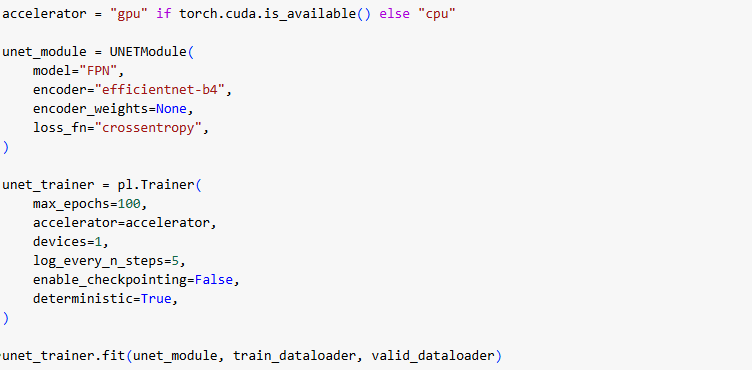 accelerator = "gpu" if torch.cuda.is_available() else "cpu"
unet_module = UNETModule(
    model="FPN",
    encoder="efficientnet-b4",
    encoder_weights=None,
    loss_fn="crossentropy",
)
unet_trainer = pl.Trainer(
    max_epochs=100,
    accelerator=accelerator,
    devices=1,
    log_every_n_steps=5,
    enable_checkpointing=False,
    deterministic=True,
)
unet_trainer.fit(unet_module, train_dataloader, valid_dataloader)